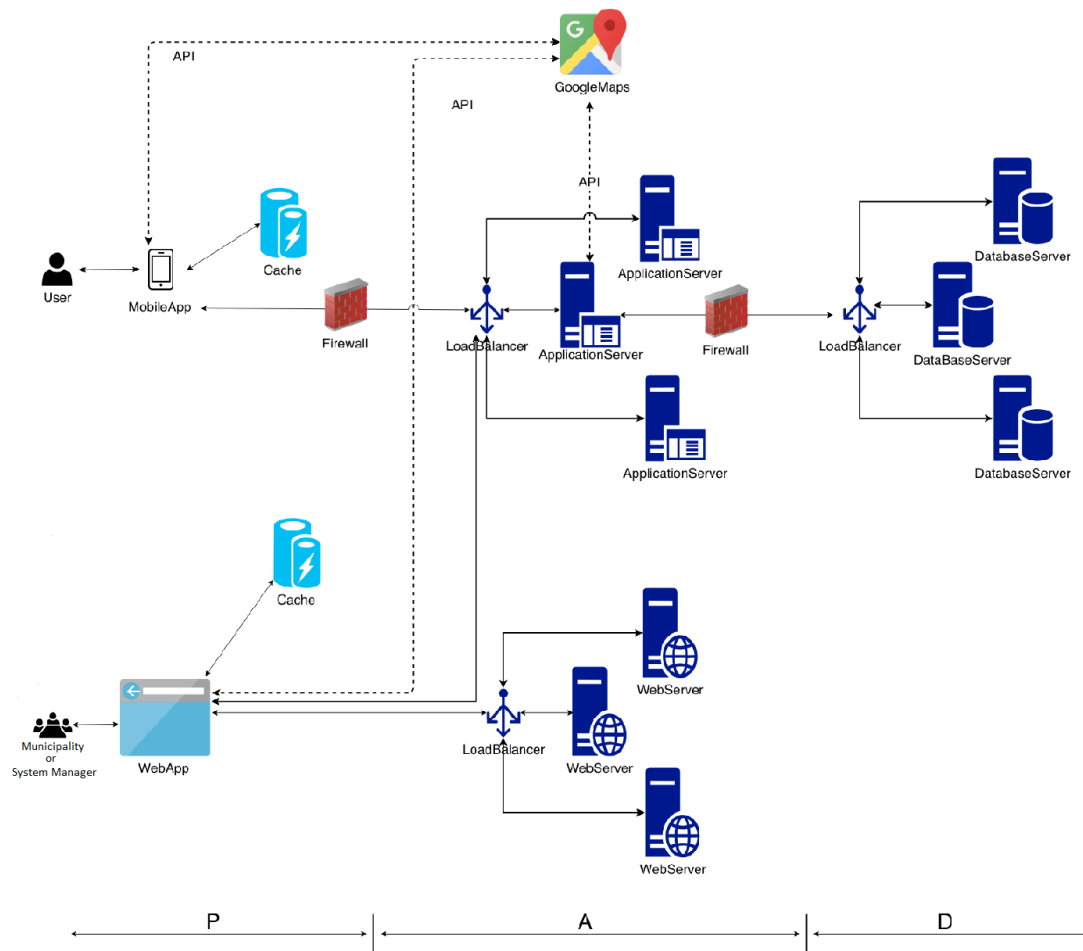 API
G
GoogleMaps
API
API
User
MobileApp
Cache
Firewall
LoadBalancer
ApplicationServer
ApplicationServer
ApplicationServer
Firewall
LoadBalancer
DatabaseServer
DataBaseServer
DatabaseServer
Cache
Municipality
or
System Manager
WebApp
LoadBalancer
WebServer
WebServer
WebServer
P
A
D